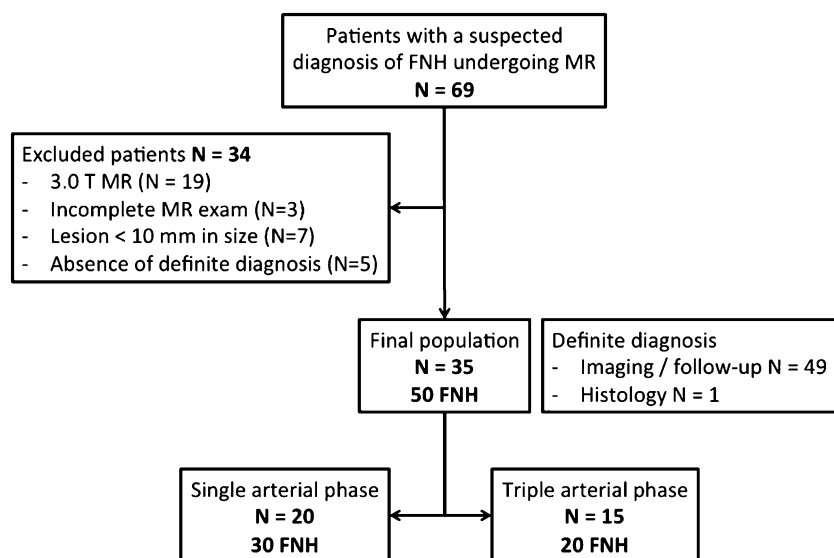 Patients with a suspected
diagnosis of FNH undergoing MR
N = 69
Excluded patients N = 34
- 3.0 T MR (N = 19)
- Incomplete MR exam (N=3)
- Lesion < 10 mm in size (N=7)
- Absence of definite diagnosis (N=5)
Final population
N = 35
50 FNH
Definite diagnosis
- Imaging / follow-up N = 49
- Histology N = 1
Single arterial phase
N = 20
30 FNH
Triple arterial phase
N = 15
20 FNH